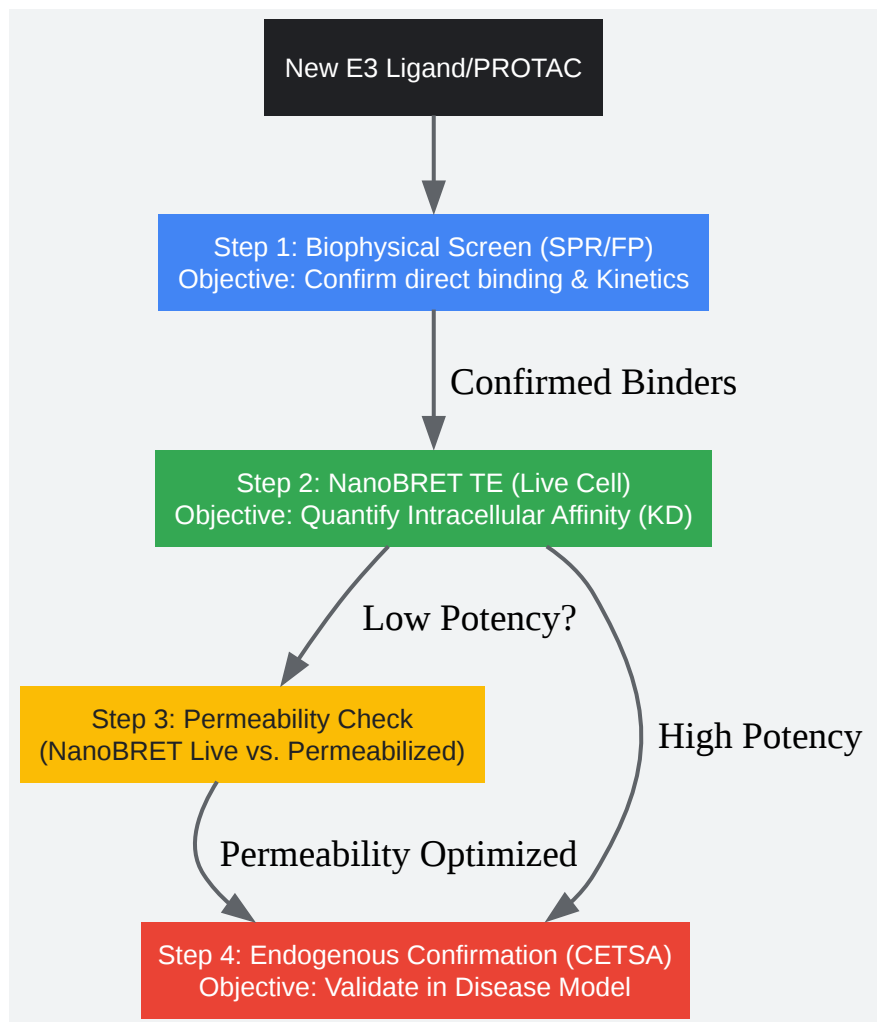 New E3 Ligand/PROTAC
Step 1: Biophysical Screen (SPR/FP)
Objective: Confirm direct binding & Kinetics
Confirmed Binders
Step 2: NanoBRET TE (Live Cell)
Objective: Quantify Intracellular Affinity (KD)
Low Potency?
Step 3: Permeability Check
(NanoBRET Live vs. Permeabilized)
High Potency
Permeability Optimized
Step 4: Endogenous Confirmation (CETSA)
Objective: Validate in Disease Model